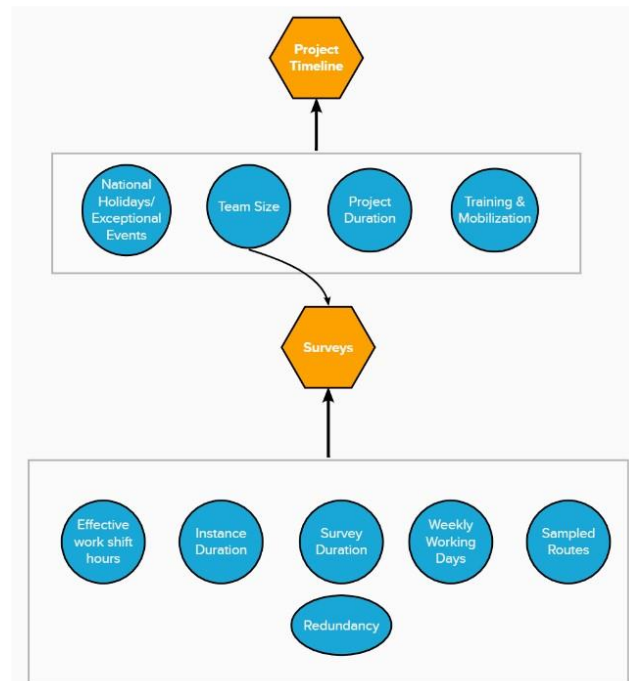 Project
Timeline
National
Holidays/
Exceptional
Events
Team Size
Project
Duration
Training &
Mobilization
Surveys
Effective
work shift
hours
Instance
Duration
Survey
Duration
Weekly
Working
Days
Sampled
Routes
Redundancy